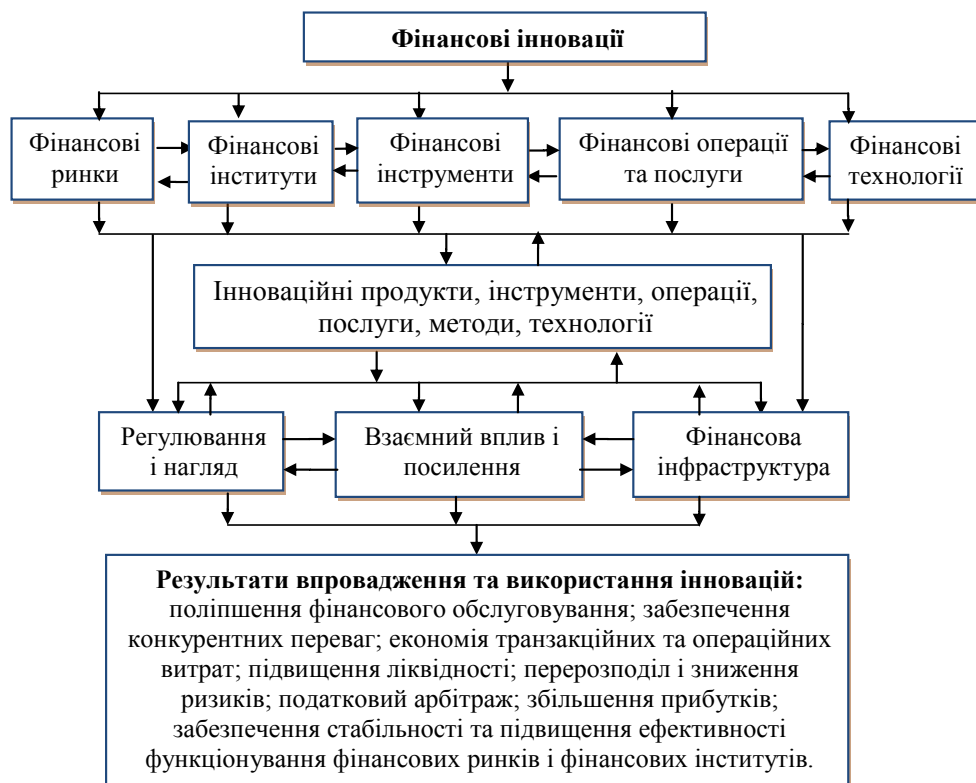 Фінансові інновації
Фінансові
ринки
Фінансові
інститути
Фінансові
інструменти
Фінансові операції
та послуги
Фінансові
технології
Інноваційні продукти, інструменти, операції,
послуги, методи, технології
Регулювання
і нагляд
Взаємний вплив і
посилення
Фінансова
інфраструктура
Результати впровадження та використання інновацій:
поліпшення фінансового обслуговування; забезпечення
конкурентних переваг; економія транзакційних та операційних
витрат; підвищення ліквідності; перерозподіл і зниження
ризиків; податковий арбітраж; збільшення прибутків;
забезпечення стабільності та підвищення ефективності
функціонування фінансових ринків і фінансових інститутів.